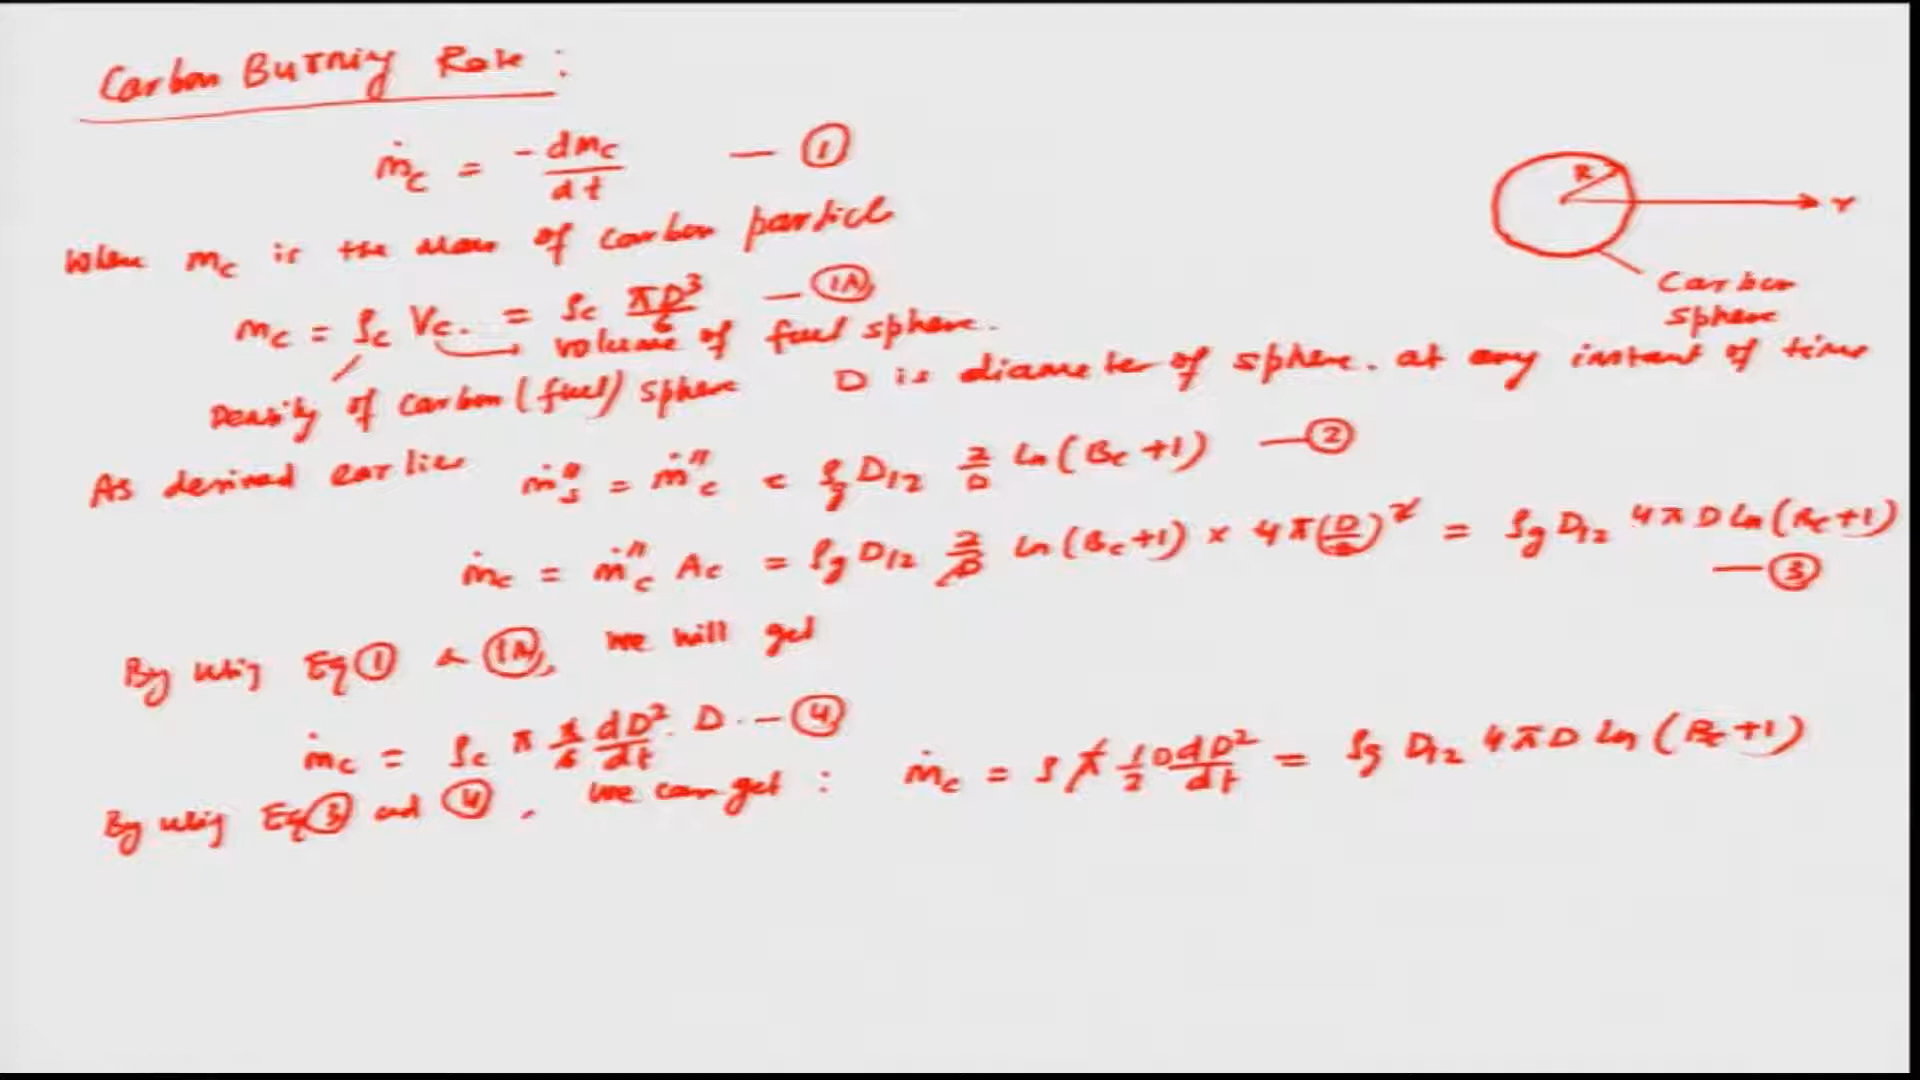 Carbon Burning Rate :
ṁc = -dmc/dt — ①
Where mc is the mass of carbon particle
mc = ρc Vc. = ρc πD³/6 — ①A
volume of fuel sphere.
Density of carbon (fuel) sphere D is diameter of sphere. at any instant of time
As derived earlier ṁ″s = ṁ″c = ρg D12 2/D ln (Bc +1) — ②
ṁc = ṁ″c Ac = ρg D12 2/D ln (Bc +1) × 4π(D/2)² = ρg D12 4πD ln (Bc +1)
— ③
By using Eq ① & ①A, we will get
ṁc = ρc π dD²/dt D. — ④
By using Eq ③ and ④, we can get : ṁc = ρ π 1/2 D dD²/dt = ρg D12 4πD ln (Bc +1)
R
r
Carbon
sphere